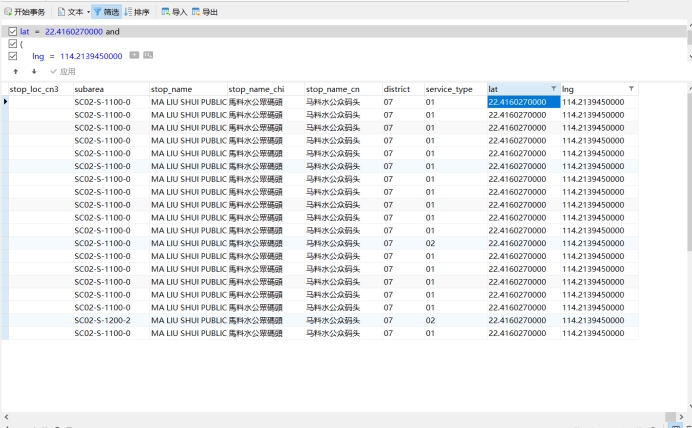 开始事务 文本 筛选 排序 导入 导出
lat = 22.4160270000 and
(
lng = 114.2139450000
应用
stop_loc_cn3 subarea stop_name stop_name_chi stop_name_cn district service_type lat lng
SC02-S-1100-0 MA LIU SHUI PUBLIC 馬料水公眾碼頭 马料水公众码头 07 01 22.4160270000 114.2139450000
SC02-S-1100-0 MA LIU SHUI PUBLIC 馬料水公眾碼頭 马料水公众码头 07 01 22.4160270000 114.2139450000
SC02-S-1100-0 MA LIU SHUI PUBLIC 馬料水公眾碼頭 马料水公众码头 07 01 22.4160270000 114.2139450000
SC02-S-1100-0 MA LIU SHUI PUBLIC 馬料水公眾碼頭 马料水公众码头 07 01 22.4160270000 114.2139450000
SC02-S-1100-0 MA LIU SHUI PUBLIC 馬料水公眾碼頭 马料水公众码头 07 01 22.4160270000 114.2139450000
SC02-S-1100-0 MA LIU SHUI PUBLIC 馬料水公眾碼頭 马料水公众码头 07 01 22.4160270000 114.2139450000
SC02-S-1100-0 MA LIU SHUI PUBLIC 馬料水公眾碼頭 马料水公众码头 07 01 22.4160270000 114.2139450000
SC02-S-1100-0 MA LIU SHUI PUBLIC 馬料水公眾碼頭 马料水公众码头 07 01 22.4160270000 114.2139450000
SC02-S-1100-0 MA LIU SHUI PUBLIC 馬料水公眾碼頭 马料水公众码头 07 01 22.4160270000 114.2139450000
SC02-S-1100-0 MA LIU SHUI PUBLIC 馬料水公眾碼頭 马料水公众码头 07 01 22.4160270000 114.2139450000
SC02-S-1100-0 MA LIU SHUI PUBLIC 馬料水公眾碼頭 马料水公众码头 07 01 22.4160270000 114.2139450000
SC02-S-1100-0 MA LIU SHUI PUBLIC 馬料水公眾碼頭 马料水公众码头 07 02 22.4160270000 114.2139450000
SC02-S-1100-0 MA LIU SHUI PUBLIC 馬料水公眾碼頭 马料水公众码头 07 01 22.4160270000 114.2139450000
SC02-S-1100-0 MA LIU SHUI PUBLIC 馬料水公眾碼頭 马料水公众码头 07 01 22.4160270000 114.2139450000
SC02-S-1100-0 MA LIU SHUI PUBLIC 馬料水公眾碼頭 马料水公众码头 07 01 22.4160270000 114.2139450000
SC02-S-1100-0 MA LIU SHUI PUBLIC 馬料水公眾碼頭 马料水公众码头 07 01 22.4160270000 114.2139450000
SC02-S-1100-0 MA LIU SHUI PUBLIC 馬料水公眾碼頭 马料水公众码头 07 01 22.4160270000 114.2139450000
SC02-S-1200-2 MA LIU SHUI PUBLIC 馬料水公眾碼頭 马料水公众码头 07 02 22.4160270000 114.2139450000
SC02-S-1100-0 MA LIU SHUI PUBLIC 馬料水公眾碼頭 马料水公众码头 07 01 22.4160270000 114.2139450000